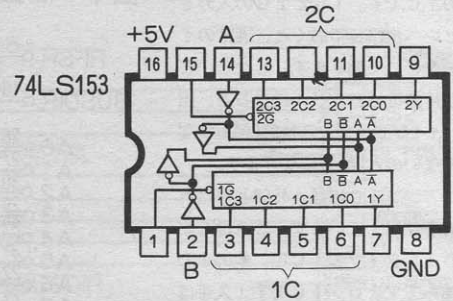 2C
+5V A
16 15 14 13 11 10 9
74LS153
2C3 2C2 2C1 2C0 2Y
2G
B B A A
B B A A
1G
1C3 1C2 1C1 1C0 1Y
1 2 3 4 5 6 7 8
B GND
1C